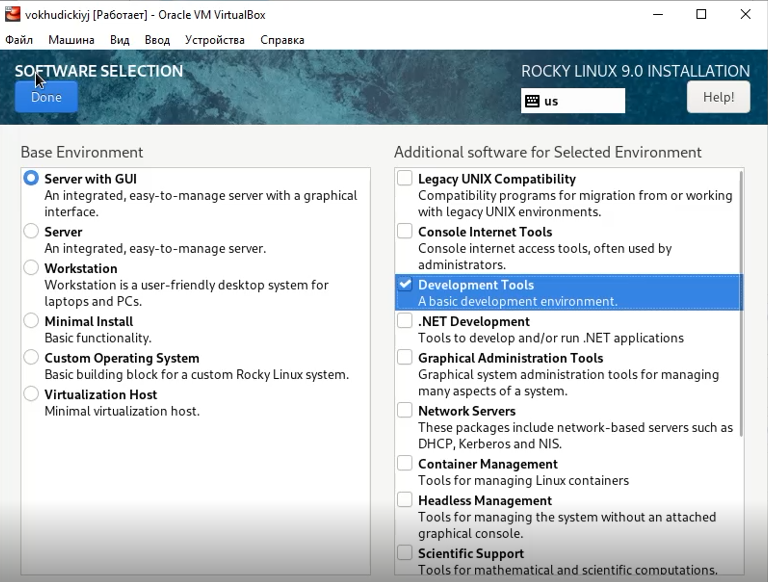 vokhudickiyj [Работает] - Oracle VM VirtualBox
Файл Машина Вид Ввод Устройства Справка
SOFTWARE SELECTION
ROCKY LINUX 9.0 INSTALLATION
Done
us
Help!
Base Environment
Server with GUI
An integrated, easy-to-manage server with a graphical
interface.
Server
An integrated, easy-to-manage server.
Workstation
Workstation is a user-friendly desktop system for
laptops and PCs.
Minimal Install
Basic functionality.
Custom Operating System
Basic building block for a custom Rocky Linux system.
Virtualization Host
Minimal virtualization host.
Additional software for Selected Environment
Legacy UNIX Compatibility
Compatibility programs for migration from or working
with legacy UNIX environments.
Console Internet Tools
Console internet access tools, often used by
administrators.
Development Tools
A basic development environment.
.NET Development
Tools to develop and/or run .NET applications
Graphical Administration Tools
Graphical system administration tools for managing
many aspects of a system.
Network Servers
These packages include network-based servers such as
DHCP, Kerberos and NIS.
Container Management
Tools for managing Linux containers
Headless Management
Tools for managing the system without an attached
graphical console.
Scientific Support
Tools for mathematical and scientific computations,